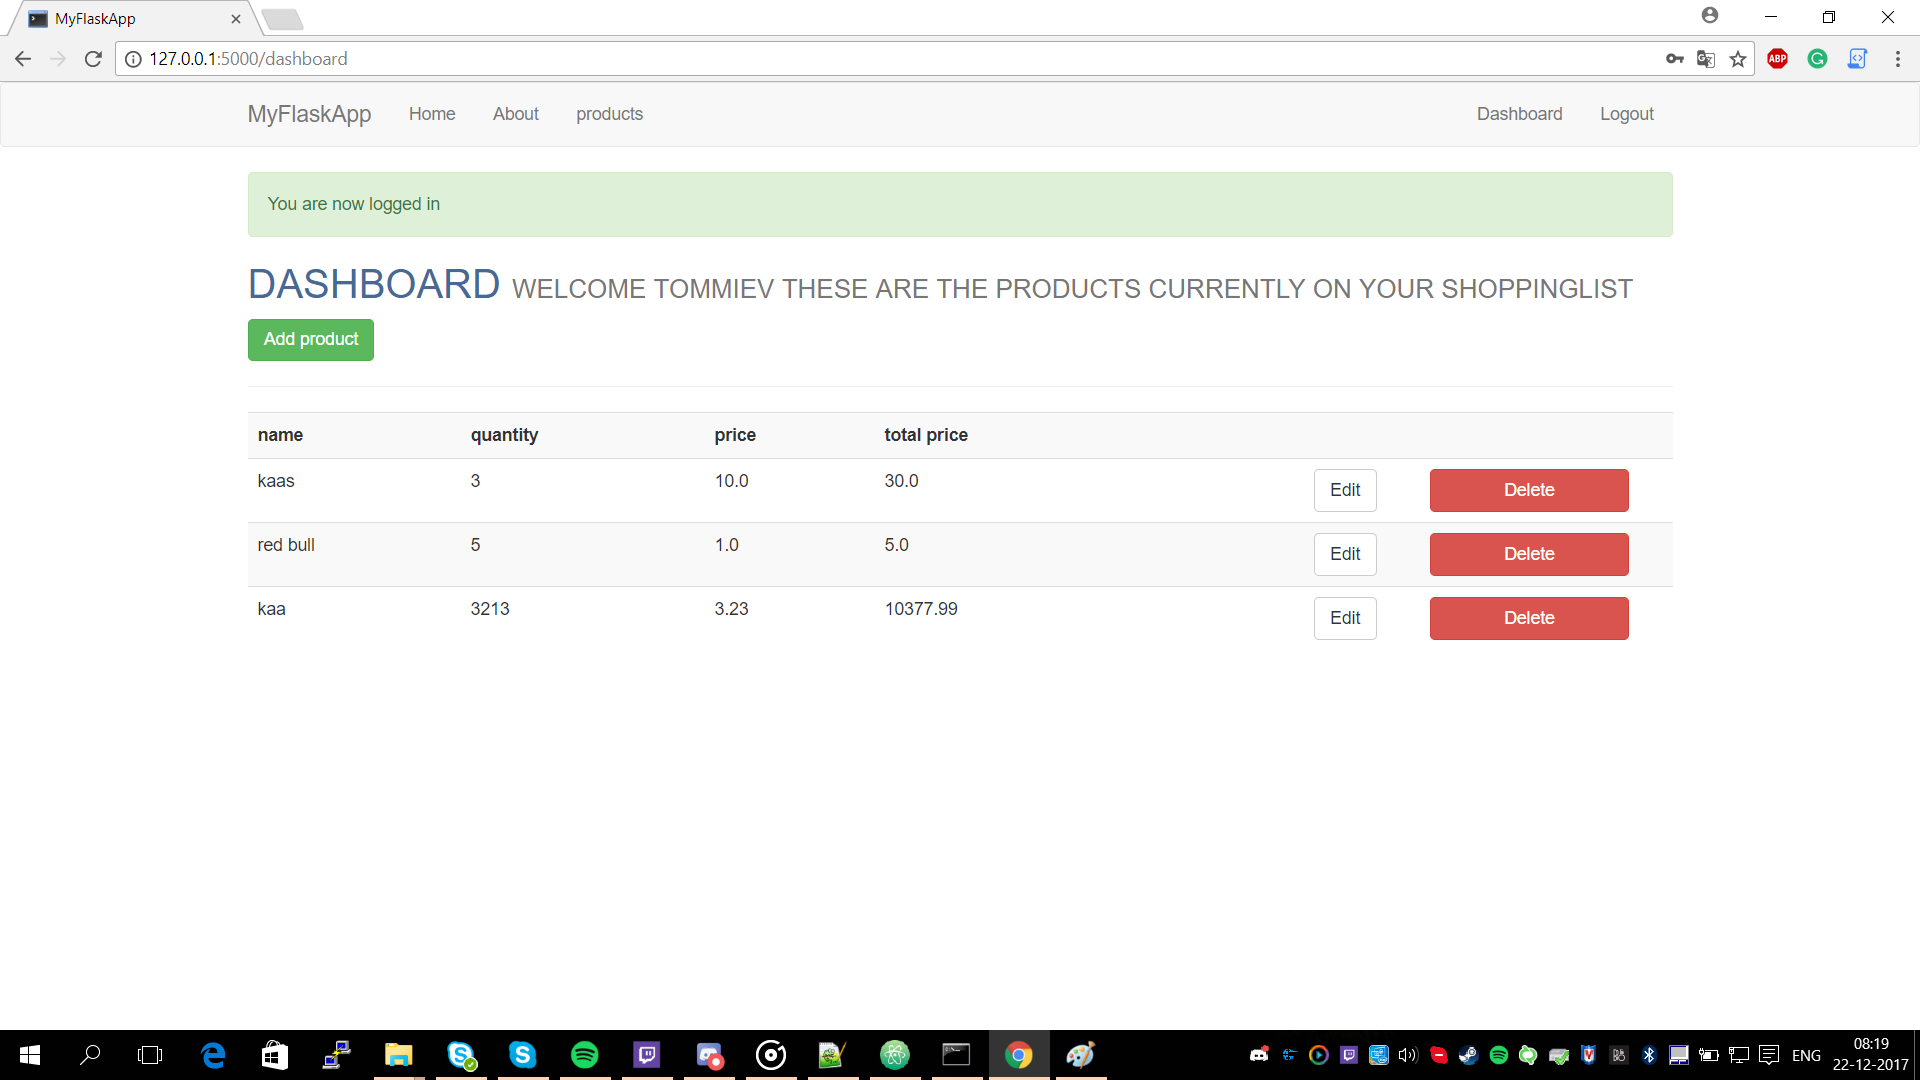 MyFlaskApp
127.0.0.1:5000/dashboard
ABP
MyFlaskApp Home About products Dashboard Logout
You are now logged in
DASHBOARD WELCOME TOMMIEV THESE ARE THE PRODUCTS CURRENTLY ON YOUR SHOPPINGLIST
Add product
name quantity price total price
kaas 3 10.0 30.0 Edit Delete
red bull 5 1.0 5.0 Edit Delete
kaa 3213 3.23 10377.99 Edit Delete
ENG
08:19
22-12-2017